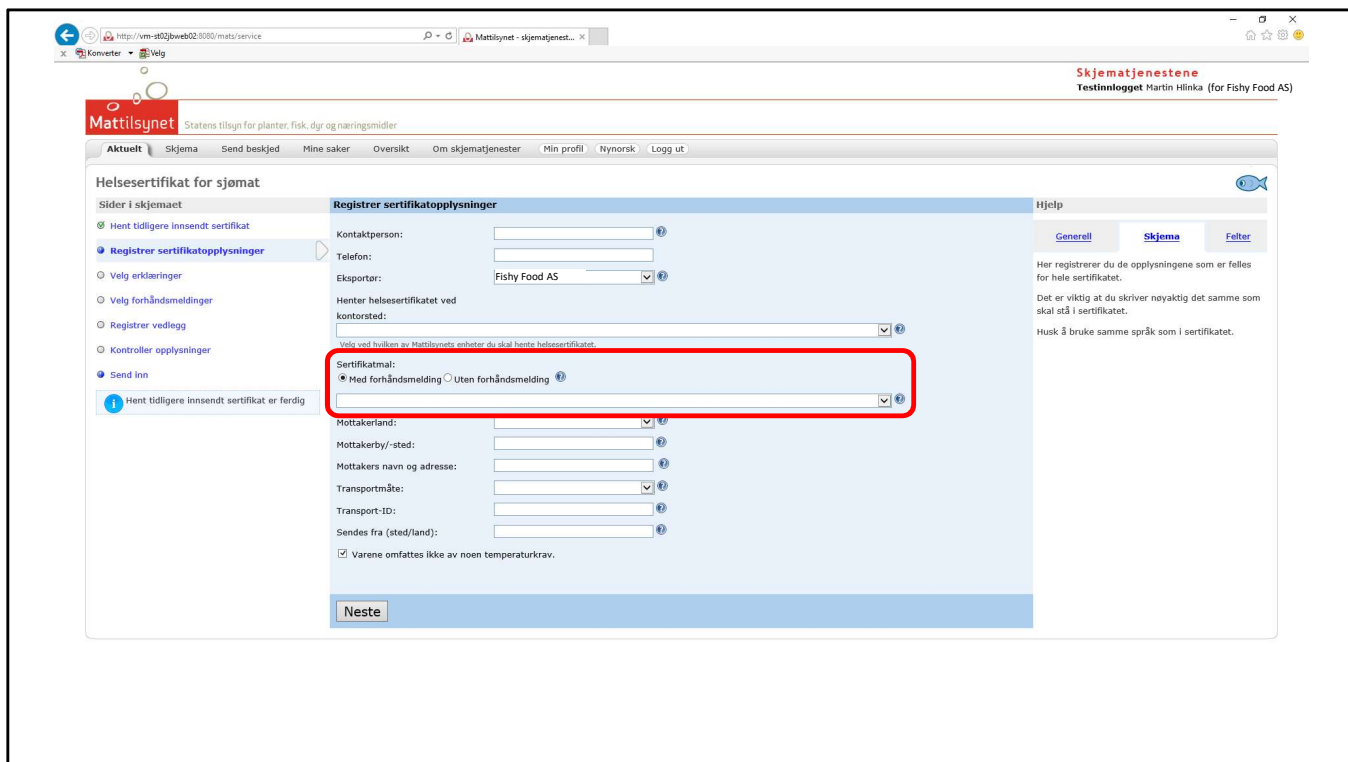 http://vm-st02jbweb02:8080/mats/service
Mattilsynet - skjematjenest...
x Konverter Velg
Skjematjenestene
Testinnlogget Martin Hlinka (for Fishy Food AS)
Mattilsynet Statens tilsyn for planter, fisk, dyr og næringsmidler
Aktuelt Skjema Send beskjed Mine saker Oversikt Om skjematjenester Min profil Nynorsk Logg ut
Helsesertifikat for sjømat
Sider i skjemaet
Hent tidligere innsendt sertifikat
Registrer sertifikatopplysninger
Velg erklæringer
Velg forhåndsmeldinger
Registrer vedlegg
Kontroller opplysninger
Send inn
i Hent tidligere innsendt sertifikat er ferdig
Registrer sertifikatopplysninger
Kontaktperson:
Telefon:
Eksportør: Fishy Food AS
Henter helsesertifikatet ved
kontorsted:
Velg ved hvilken av Mattilsynets enheter du skal hente helsesertifikatet.
Sertifikatmal:
Med forhåndsmelding Uten forhåndsmelding
Mottakerland:
Mottakerby/-sted:
Mottakers navn og adresse:
Transportmåte:
Transport-ID:
Sendes fra (sted/land):
Varene omfattes ikke av noen temperaturkrav.
Neste
Hjelp
Generell Skjema Felter
Her registrerer du de opplysningene som er felles
for hele sertifikatet.
Det er viktig at du skriver nøyaktig det samme som
skal stå i sertifikatet.
Husk å bruke samme språk som i sertifikatet.